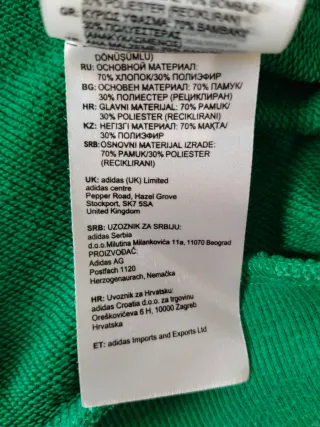 POLIESTER (RECIKLIRANI)
DÖNÜŞÜMLÜ)
RU: ОСНОВНОЙ МАТЕРИАЛ:
70% ХЛОПОК/30% ПОЛИЭФИР
BG: ОСНОВЕН МАТЕРИАЛ: 70% ПАМУК/
30% ПОЛИЕСТЕР (РЕЦИКЛИРАН)
HR: GLAVNI MATERIJAL: 70% PAMUK/
30% POLIESTER (RECIKLIRANI)
KZ: НЕГІЗГІ МАТЕРИАЛ: 70% МАҚТА/
30% ПОЛИЭФИР
SRB: OSNOVNI MATERIJAL IZRADE:
70% PAMUK/30% POLIESTER
(RECIKLIRANI)
UK: adidas (UK) Limited
adidas centre
Pepper Road, Hazel Grove
Stockport, SK7 5SA
United Kingdom
SRB: UZOZNIK ZA SRBIJU:
adidas Serbia
d.o.o.Milutina Milankovića 11a, 11070 Beograd
PROIZVOĐAČ:
Adidas AG
Postfach 1120
Herzogenaurach, Nemačka
HR: Uvoznik za Hrvatsku:
adidas Croatia d.o.o. za trgovinu
Oreškovićeva 6 H, 10000 Zagreb
Hrvatska
ET: adidas Imports and Exports Ltd